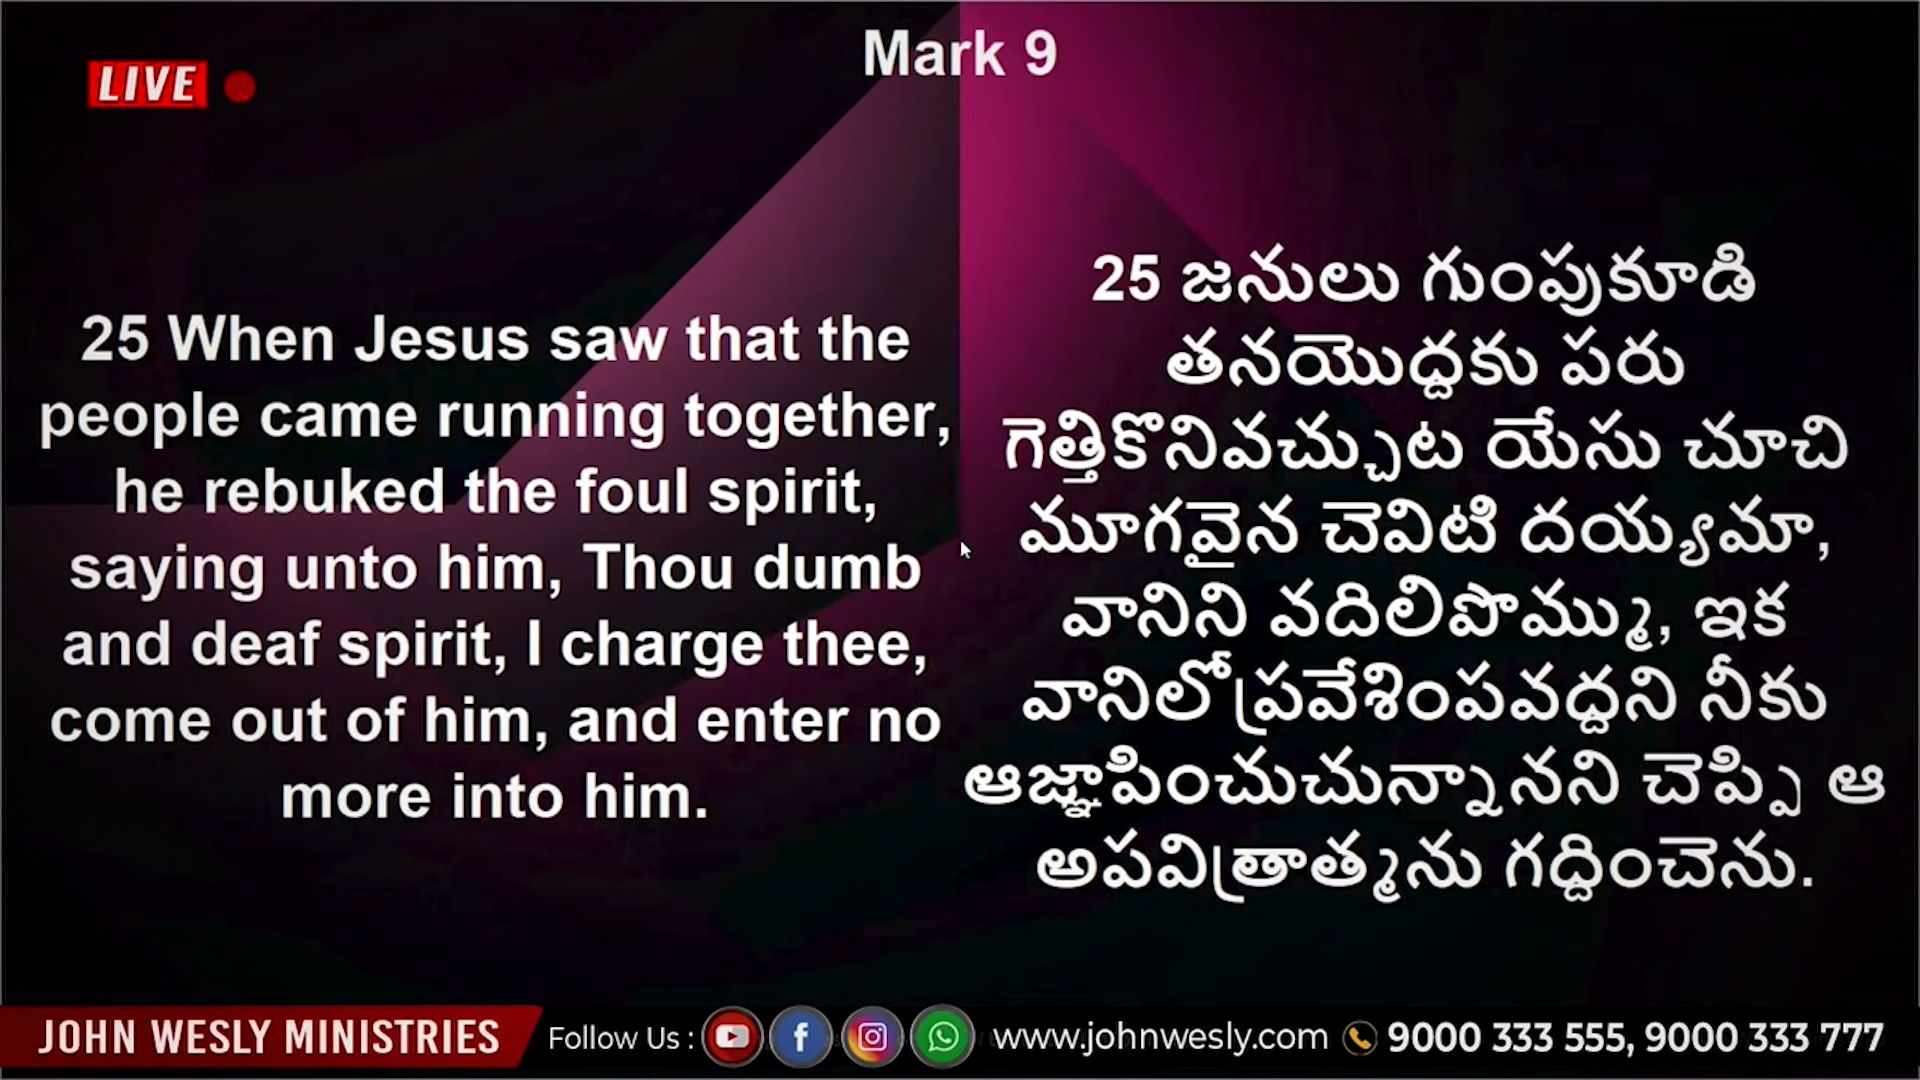 Mark 9
LIVE
25 When Jesus saw that the
people came running together,
he rebuked the foul spirit,
saying unto him, Thou dumb
and deaf spirit, I charge thee,
come out of him, and enter no
more into him.
25 జనులు గుంపుకూడి
తనయొద్దకు పరు
గెత్తికొనివచ్చుట యేసు చూచి
మూగవైన చెవిటి దయ్యమా,
వానిని వదిలిపొమ్ము, ఇక
వానిలో ప్రవేశింపవద్దని నీకు
ఆజ్ఞాపించుచున్నానని చెప్పి ఆ
అపవిత్రాత్మను గద్దించెను.
JOHN WESLY MINISTRIES
Follow Us : www.johnwesly.com 9000 333 555, 9000 333 777